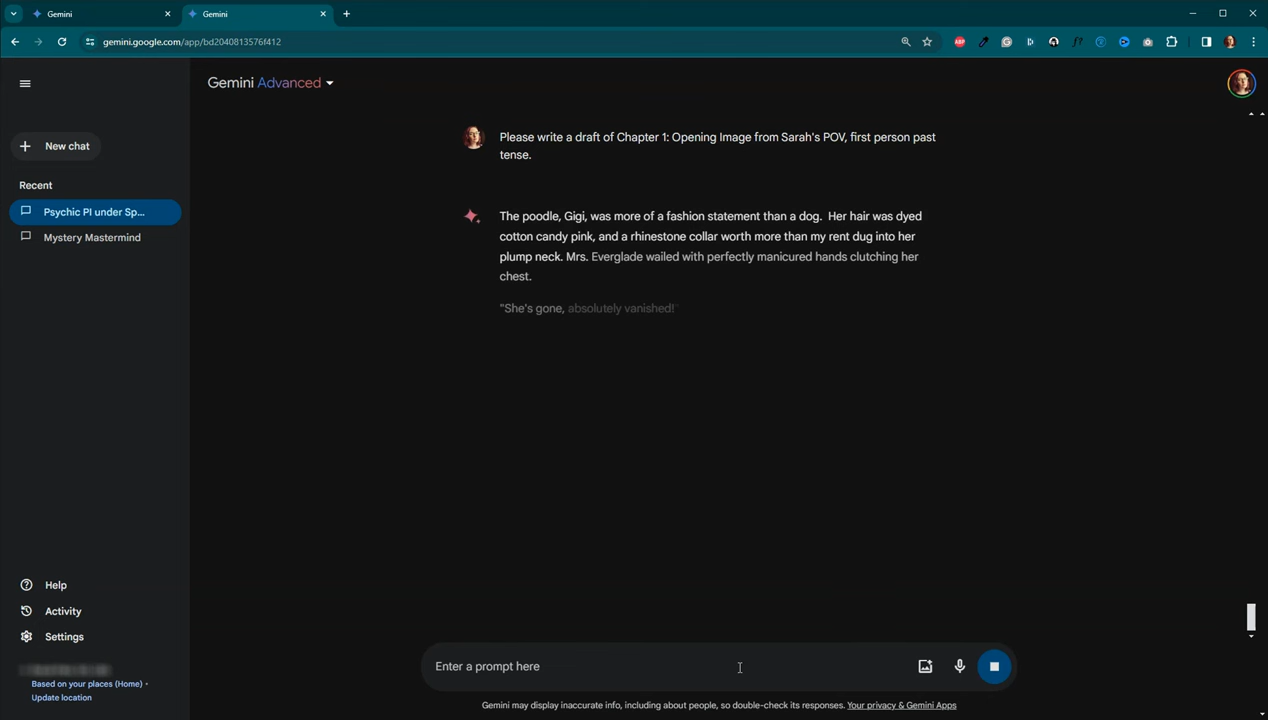 Gemini
Gemini
gemini.google.com/app/bd2040813576f412
Gemini Advanced
New chat
Recent
Psychic PI under Sp...
Mystery Mastermind
Please write a draft of Chapter 1: Opening Image from Sarah's POV, first person past
tense.
The poodle, Gigi, was more of a fashion statement than a dog. Her hair was dyed
cotton candy pink, and a rhinestone collar worth more than my rent dug into her
plump neck. Mrs. Everglade wailed with perfectly manicured hands clutching her
chest.
"She's gone, absolutely vanished!"
Help
Activity
Settings
Based on your places (Home) •
Update location
Enter a prompt here
Gemini may display inaccurate info, including about people, so double-check its responses. Your privacy & Gemini Apps